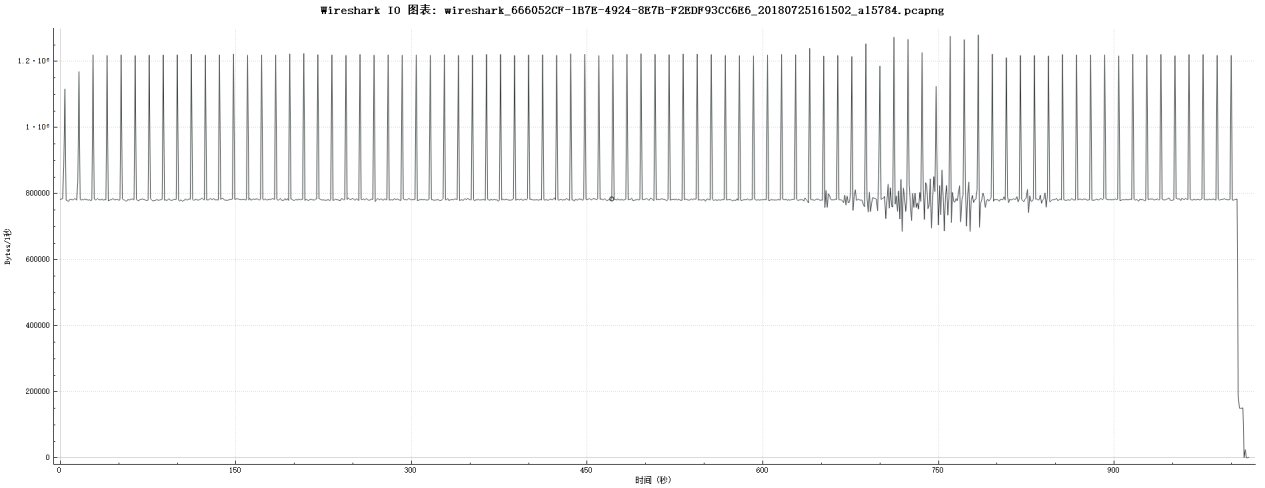 Wireshark IO 图表: wireshark_666052CF-1B7E-4924-8E7B-F2EDF93CC6E6_20180725161502_a15784.pcapng
1.2·10⁶
1·10⁶
800000
600000
400000
200000
0
Bytes/1秒
0 150 300 450 600 750 900
时间 (秒)